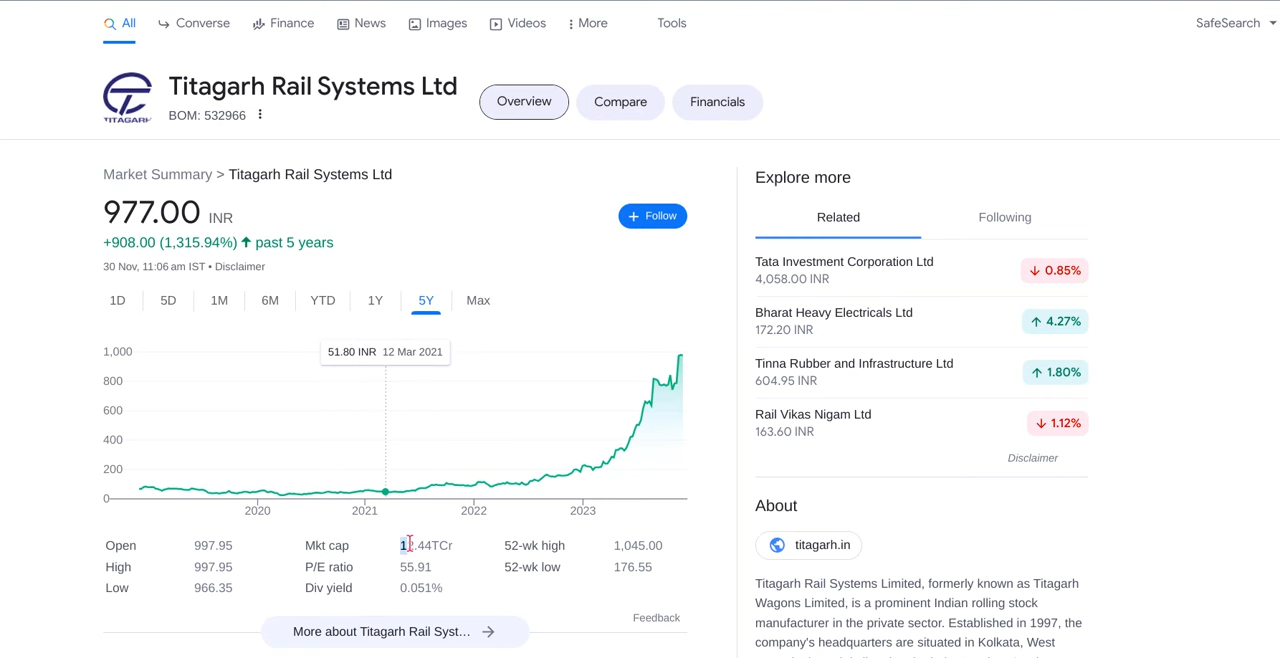 All Converse Finance News Images Videos More Tools SafeSearch
TITAGARH
Titagarh Rail Systems Ltd
BOM: 532966
Overview Compare Financials
Market Summary > Titagarh Rail Systems Ltd
977.00 INR
Follow
+908.00 (1,315.94%) past 5 years
30 Nov, 11:06 am IST • Disclaimer
1D 5D 1M 6M YTD 1Y 5Y Max
51.80 INR 12 Mar 2021
1,000
800
600
400
200
0
2020 2021 2022 2023
Open 997.95 Mkt cap 12.44TCr 52-wk high 1,045.00
High 997.95 P/E ratio 55.91 52-wk low 176.55
Low 966.35 Div yield 0.051%
Feedback
More about Titagarh Rail Syst...
Explore more
Related Following
Tata Investment Corporation Ltd
4,058.00 INR
0.85%
Bharat Heavy Electricals Ltd
172.20 INR
4.27%
Tinna Rubber and Infrastructure Ltd
604.95 INR
1.80%
Rail Vikas Nigam Ltd
163.60 INR
1.12%
Disclaimer
About
titagarh.in
Titagarh Rail Systems Limited, formerly known as Titagarh
Wagons Limited, is a prominent Indian rolling stock
manufacturer in the private sector. Established in 1997, the
company's headquarters are situated in Kolkata, West